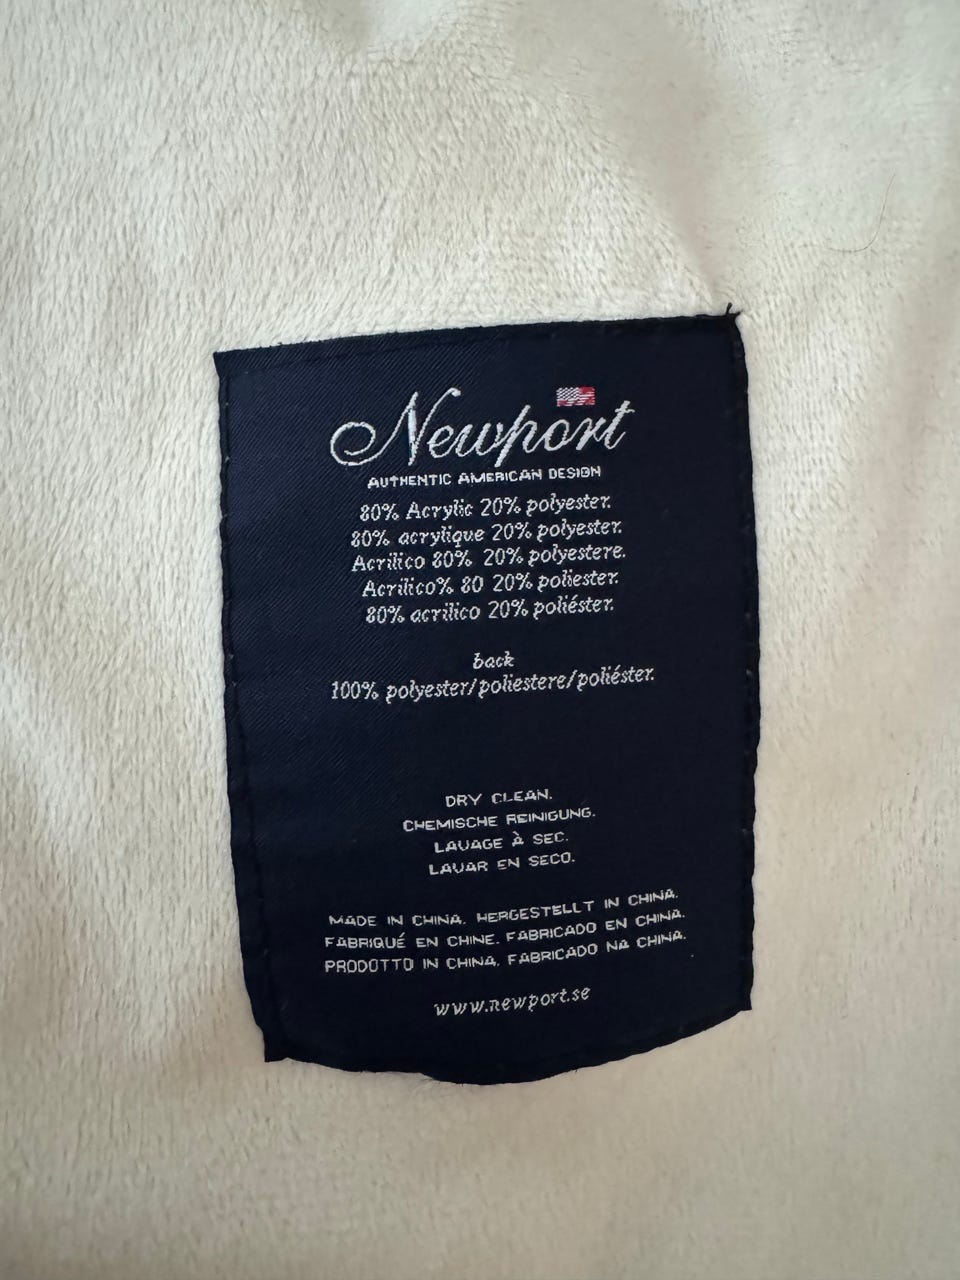 Newport
AUTHENTIC AMERICAN DESIGN
80% Acrylic 20% polyester.
80% acrylique 20% polyester.
Acrilico 80% 20% polyestere.
Acrilico% 80 20% poliester.
80% acrilico 20% poliéster.
back
100% polyester/poliestere/poliéster.
DRY CLEAN.
CHEMISCHE REINIGUNG.
LAVAGE À SEC.
LAVAR EN SECO.
MADE IN CHINA. HERGESTELLT IN CHINA.
FABRIQUÉ EN CHINE. FABRICADO EN CHINA.
PRODOTTO IN CHINA. FABRICADO NA CHINA.
www.newport.se